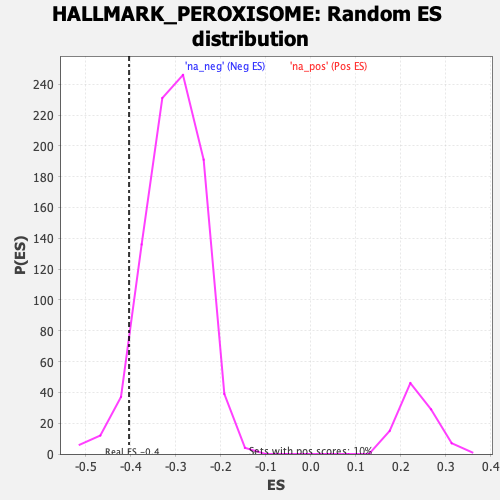 HALLMARK_PEROXISOME: Random ES
distribution
'na_neg' (Neg ES) 'na_pos' (Pos ES)
240
220
200
180
160
140
120
100
80
60
40
20
0
P(ES)
Real ES -0.4
Sets with pos scores: 10%
-0.5 -0.4 -0.3 -0.2 -0.1 0.0 0.1 0.2 0.3 0.4
ES